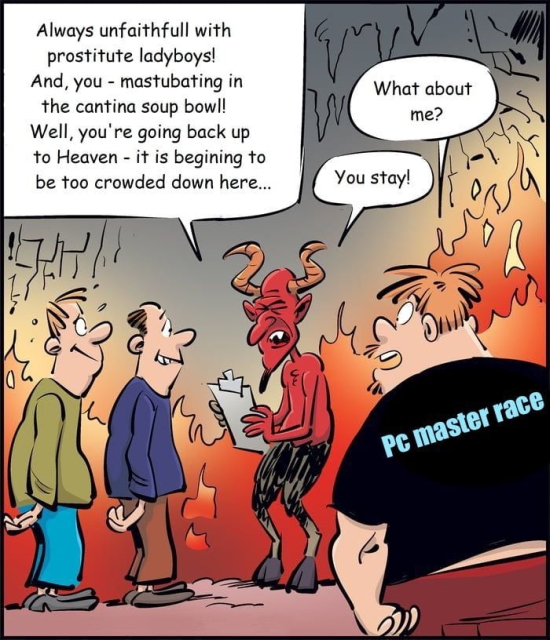 Always unfaithfull with
prostitute ladyboys!
And, you - mastubating in
the cantina soup bowl!
Well, you're going back up
to Heaven - it is begining to
be too crowded down here...
What about
me?
You stay!
Pc master race